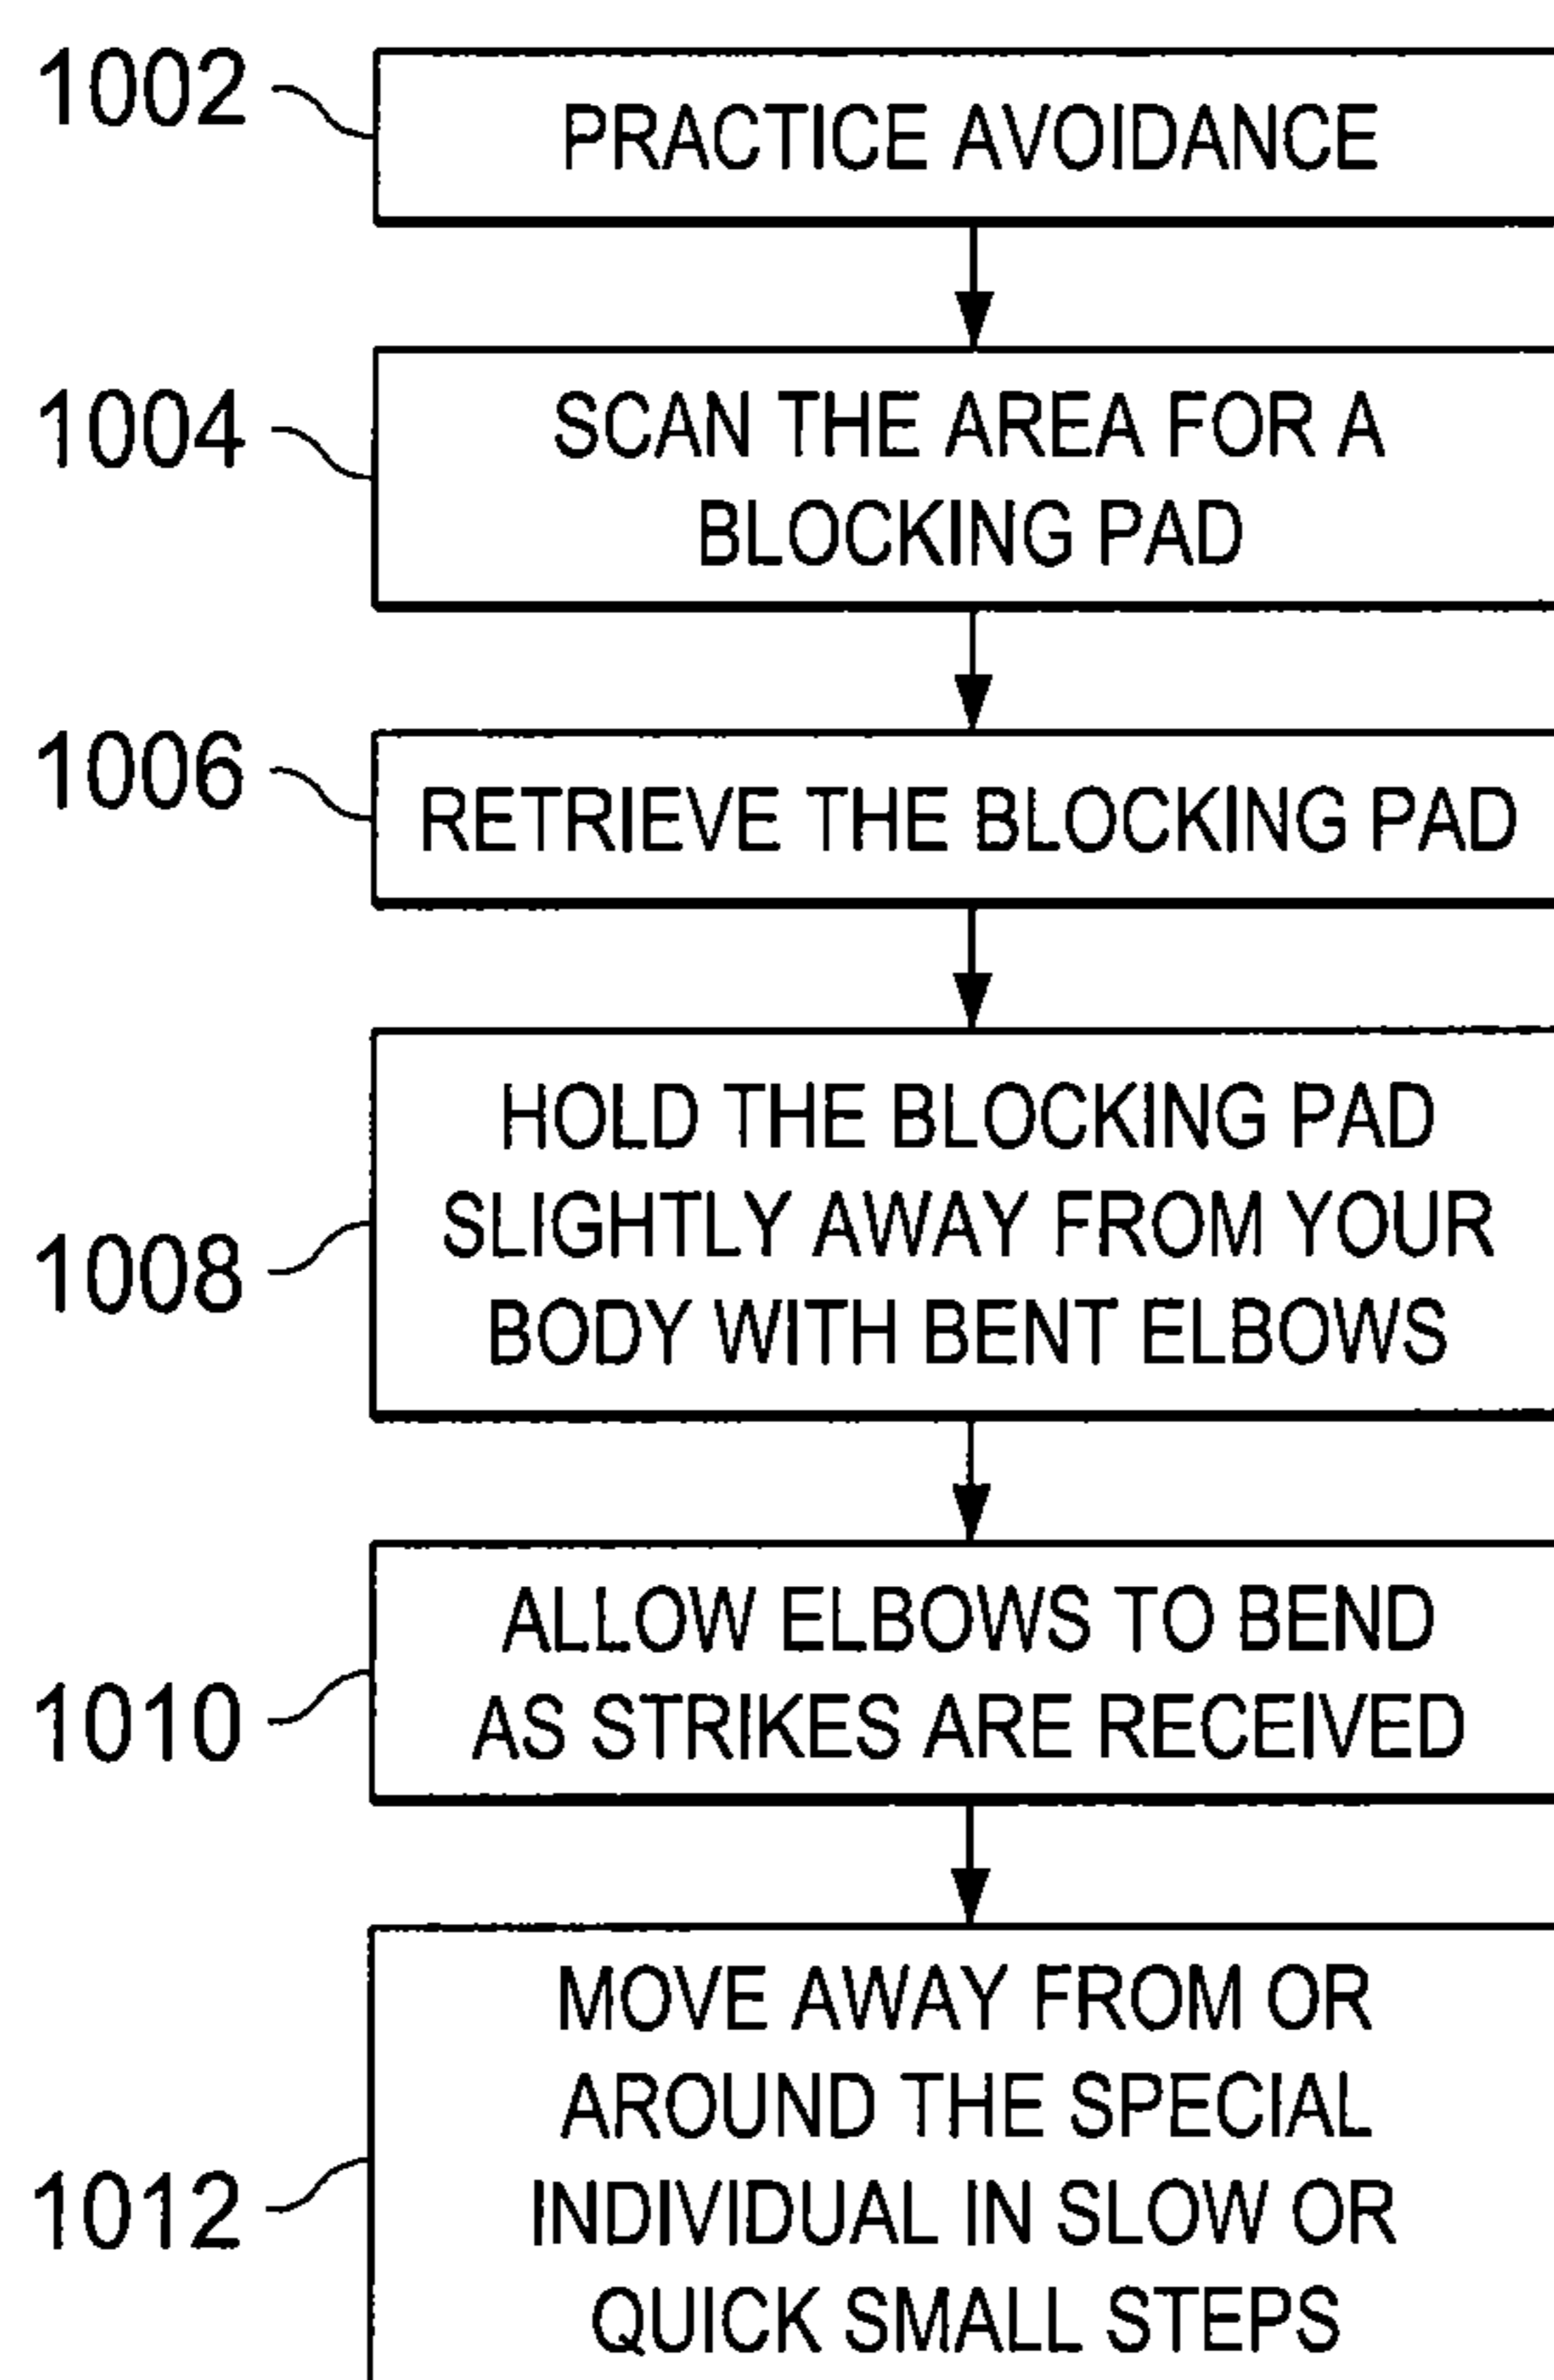 1002
PRACTICE AVOIDANCE
1004
SCAN THE AREA FOR A
BLOCKING PAD
1006
RETRIEVE THE BLOCKING PAD
1008
HOLD THE BLOCKING PAD
SLIGHTLY AWAY FROM YOUR
BODY WITH BENT ELBOWS
1010
ALLOW ELBOWS TO BEND
AS STRIKES ARE RECEIVED
1012
MOVE AWAY FROM OR
AROUND THE SPECIAL
INDIVIDUAL IN SLOW OR
QUICK SMALL STEPS